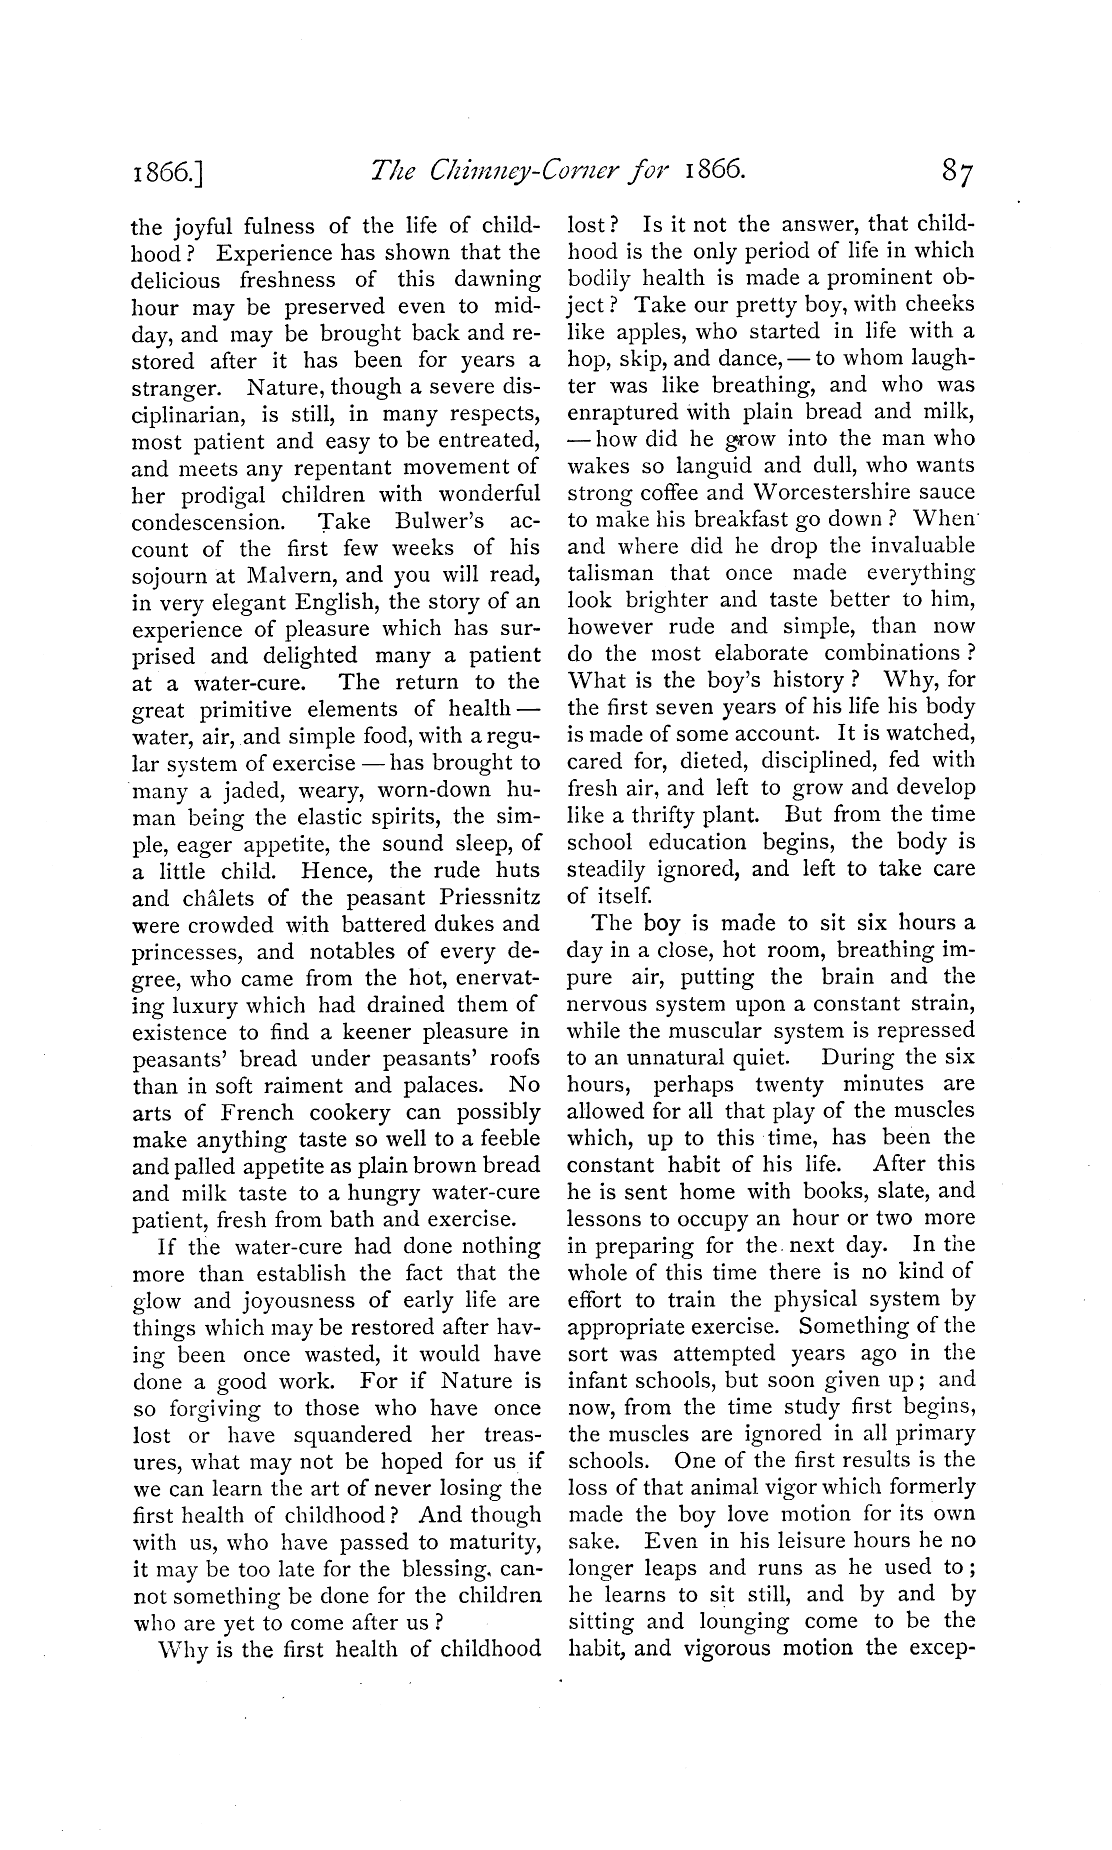 1866.] The Chimney-Corner for 1866. 87
the joyful fulness of the life of child-
hood? Experience has shown that the
delicious freshness of this dawning
hour may be preserved even to mid-
day, and may be brought back and re-
stored after it has been for years a
stranger. Nature, though a severe dis-
ciplinarian, is still, in many respects,
most patient and easy to be entreated,
and meets any repentant movement of
her prodigal children with wonderful
condescension. Take Bulwer's ac-
count of the first few weeks of his
sojourn at Malvern, and you will read,
in very elegant English, the story of an
experience of pleasure which has sur-
prised and delighted many a patient
at a water-cure. The return to the
great primitive elements of health —
water, air, and simple food, with a regu-
lar system of exercise — has brought to
many a jaded, weary, worn-down hu-
man being the elastic spirits, the sim-
ple, eager appetite, the sound sleep, of
a little child. Hence, the rude huts
and châlets of the peasant Priessnitz
were crowded with battered dukes and
princesses, and notables of every de-
gree, who came from the hot, enervat-
ing luxury which had drained them of
existence to find a keener pleasure in
peasants' bread under peasants' roofs
than in soft raiment and palaces. No
arts of French cookery can possibly
make anything taste so well to a feeble
and palled appetite as plain brown bread
and milk taste to a hungry water-cure
patient, fresh from bath and exercise.
If the water-cure had done nothing
more than establish the fact that the
glow and joyousness of early life are
things which may be restored after hav-
ing been once wasted, it would have
done a good work. For if Nature is
so forgiving to those who have once
lost or have squandered her treas-
ures, what may not be hoped for us if
we can learn the art of never losing the
first health of childhood? And though
with us, who have passed to maturity,
it may be too late for the blessing, can-
not something be done for the children
who are yet to come after us?
Why is the first health of childhood
lost? Is it not the answer, that child-
hood is the only period of life in which
bodily health is made a prominent ob-
ject? Take our pretty boy, with cheeks
like apples, who started in life with a
hop, skip, and dance, — to whom laugh-
ter was like breathing, and who was
enraptured with plain bread and milk,
— how did he grow into the man who
wakes so languid and dull, who wants
strong coffee and Worcestershire sauce
to make his breakfast go down? When
and where did he drop the invaluable
talisman that once made everything
look brighter and taste better to him,
however rude and simple, than now
do the most elaborate combinations?
What is the boy's history? Why, for
the first seven years of his life his body
is made of some account. It is watched,
cared for, dieted, disciplined, fed with
fresh air, and left to grow and develop
like a thrifty plant. But from the time
school education begins, the body is
steadily ignored, and left to take care
of itself.
The boy is made to sit six hours a
day in a close, hot room, breathing im-
pure air, putting the brain and the
nervous system upon a constant strain,
while the muscular system is repressed
to an unnatural quiet. During the six
hours, perhaps twenty minutes are
allowed for all that play of the muscles
which, up to this time, has been the
constant habit of his life. After this
he is sent home with books, slate, and
lessons to occupy an hour or two more
in preparing for the next day. In the
whole of this time there is no kind of
effort to train the physical system by
appropriate exercise. Something of the
sort was attempted years ago in the
infant schools, but soon given up; and
now, from the time study first begins,
the muscles are ignored in all primary
schools. One of the first results is the
loss of that animal vigor which formerly
made the boy love motion for its own
sake. Even in his leisure hours he no
longer leaps and runs as he used to;
he learns to sit still, and by and by
sitting and lounging come to be the
habit, and vigorous motion the excep-